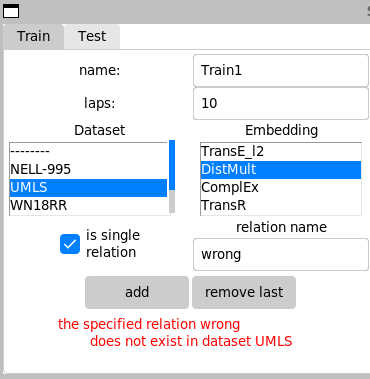 Train Test
name: Train1
laps: 10
Dataset Embedding
-------- TransE_l2
NELL-995 DistMult
UMLS ComplEx
WN18RR TransR
is single relation name
relation wrong
add remove last
the specified relation wrong
does not exist in dataset UMLS